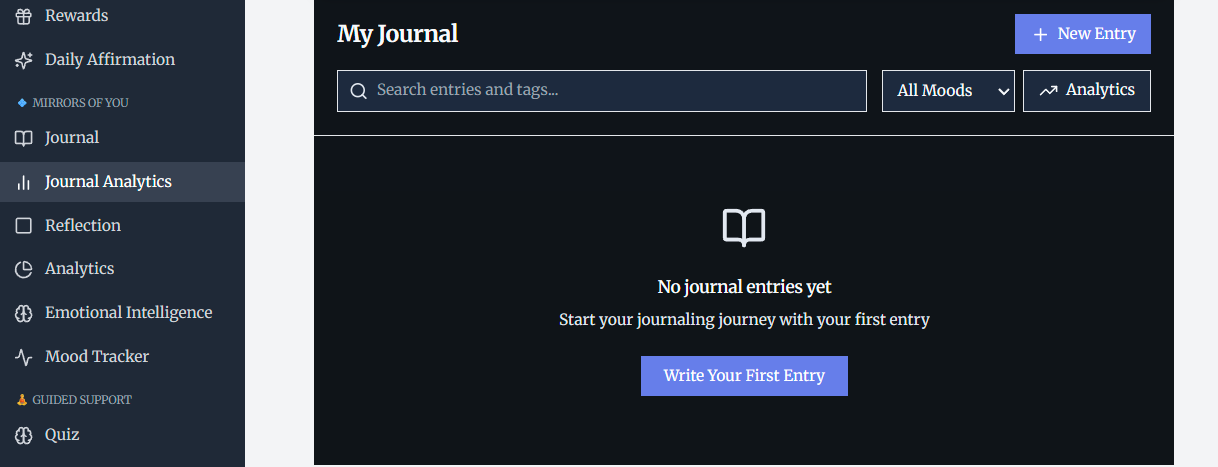 Rewards
Daily Affirmation
MIRRORS OF YOU
Journal
Journal Analytics
Reflection
Analytics
Emotional Intelligence
Mood Tracker
GUIDED SUPPORT
Quiz
My Journal
New Entry
Search entries and tags...
All Moods
Analytics
No journal entries yet
Start your journaling journey with your first entry
Write Your First Entry